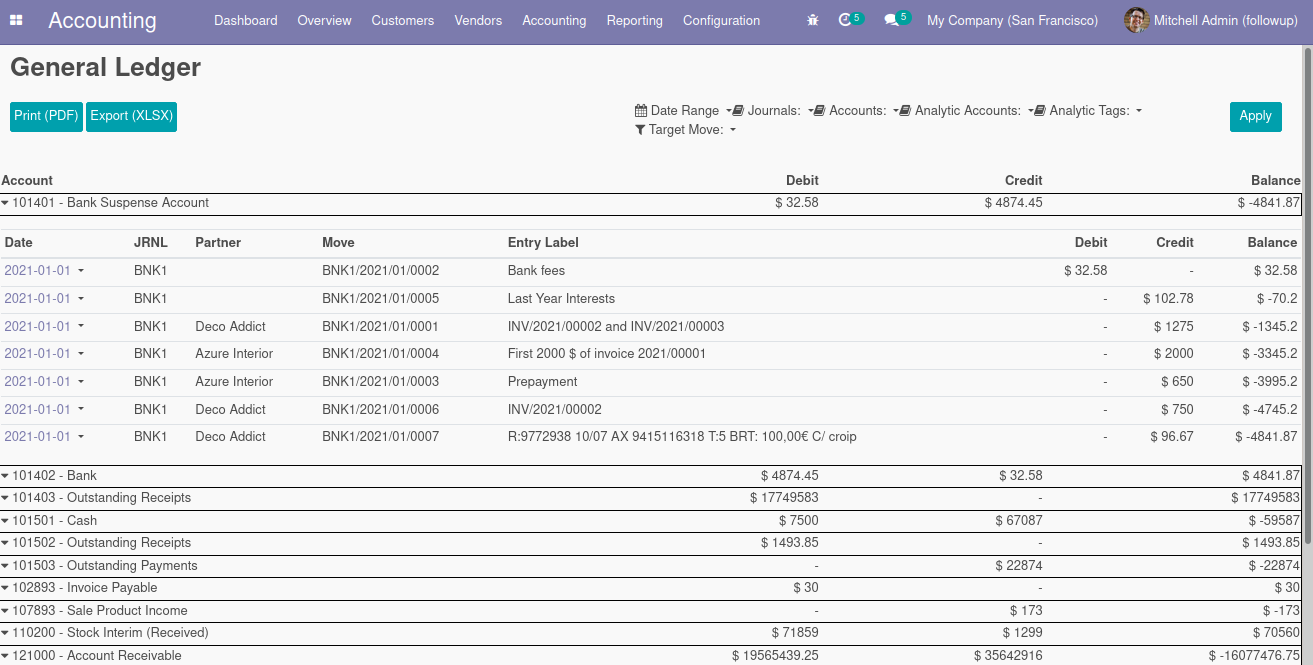 Accounting Dashboard Overview Customers Vendors Accounting Reporting Configuration 5 5 My Company (San Francisco) Mitchell Admin (followup)
General Ledger
Print (PDF) Export (XLSX) Date Range Journals: Accounts: Analytic Accounts: Analytic Tags: Apply
Target Move:
Account Debit Credit Balance
101401 - Bank Suspense Account $ 32.58 $ 4874.45 $ -4841.87
Date JRNL Partner Move Entry Label Debit Credit Balance
2021-01-01 BNK1 BNK1/2021/01/0002 Bank fees $ 32.58 - $ 32.58
2021-01-01 BNK1 BNK1/2021/01/0005 Last Year Interests - $ 102.78 $ -70.2
2021-01-01 BNK1 Deco Addict BNK1/2021/01/0001 INV/2021/00002 and INV/2021/00003 - $ 1275 $ -1345.2
2021-01-01 BNK1 Azure Interior BNK1/2021/01/0004 First 2000 $ of invoice 2021/00001 - $ 2000 $ -3345.2
2021-01-01 BNK1 Azure Interior BNK1/2021/01/0003 Prepayment - $ 650 $ -3995.2
2021-01-01 BNK1 Deco Addict BNK1/2021/01/0006 INV/2021/00002 - $ 750 $ -4745.2
2021-01-01 BNK1 Deco Addict BNK1/2021/01/0007 R:9772938 10/07 AX 9415116318 T:5 BRT: 100,00€ C/ croip - $ 96.67 $ -4841.87
101402 - Bank $ 4874.45 $ 32.58 $ 4841.87
101403 - Outstanding Receipts $ 17749583 - $ 17749583
101501 - Cash $ 7500 $ 67087 $ -59587
101502 - Outstanding Receipts $ 1493.85 - $ 1493.85
101503 - Outstanding Payments - $ 22874 $ -22874
102893 - Invoice Payable $ 30 - $ 30
107893 - Sale Product Income - $ 173 $ -173
110200 - Stock Interim (Received) $ 71859 $ 1299 $ 70560
121000 - Account Receivable $ 19565439.25 $ 35642916 $ -16077476.75